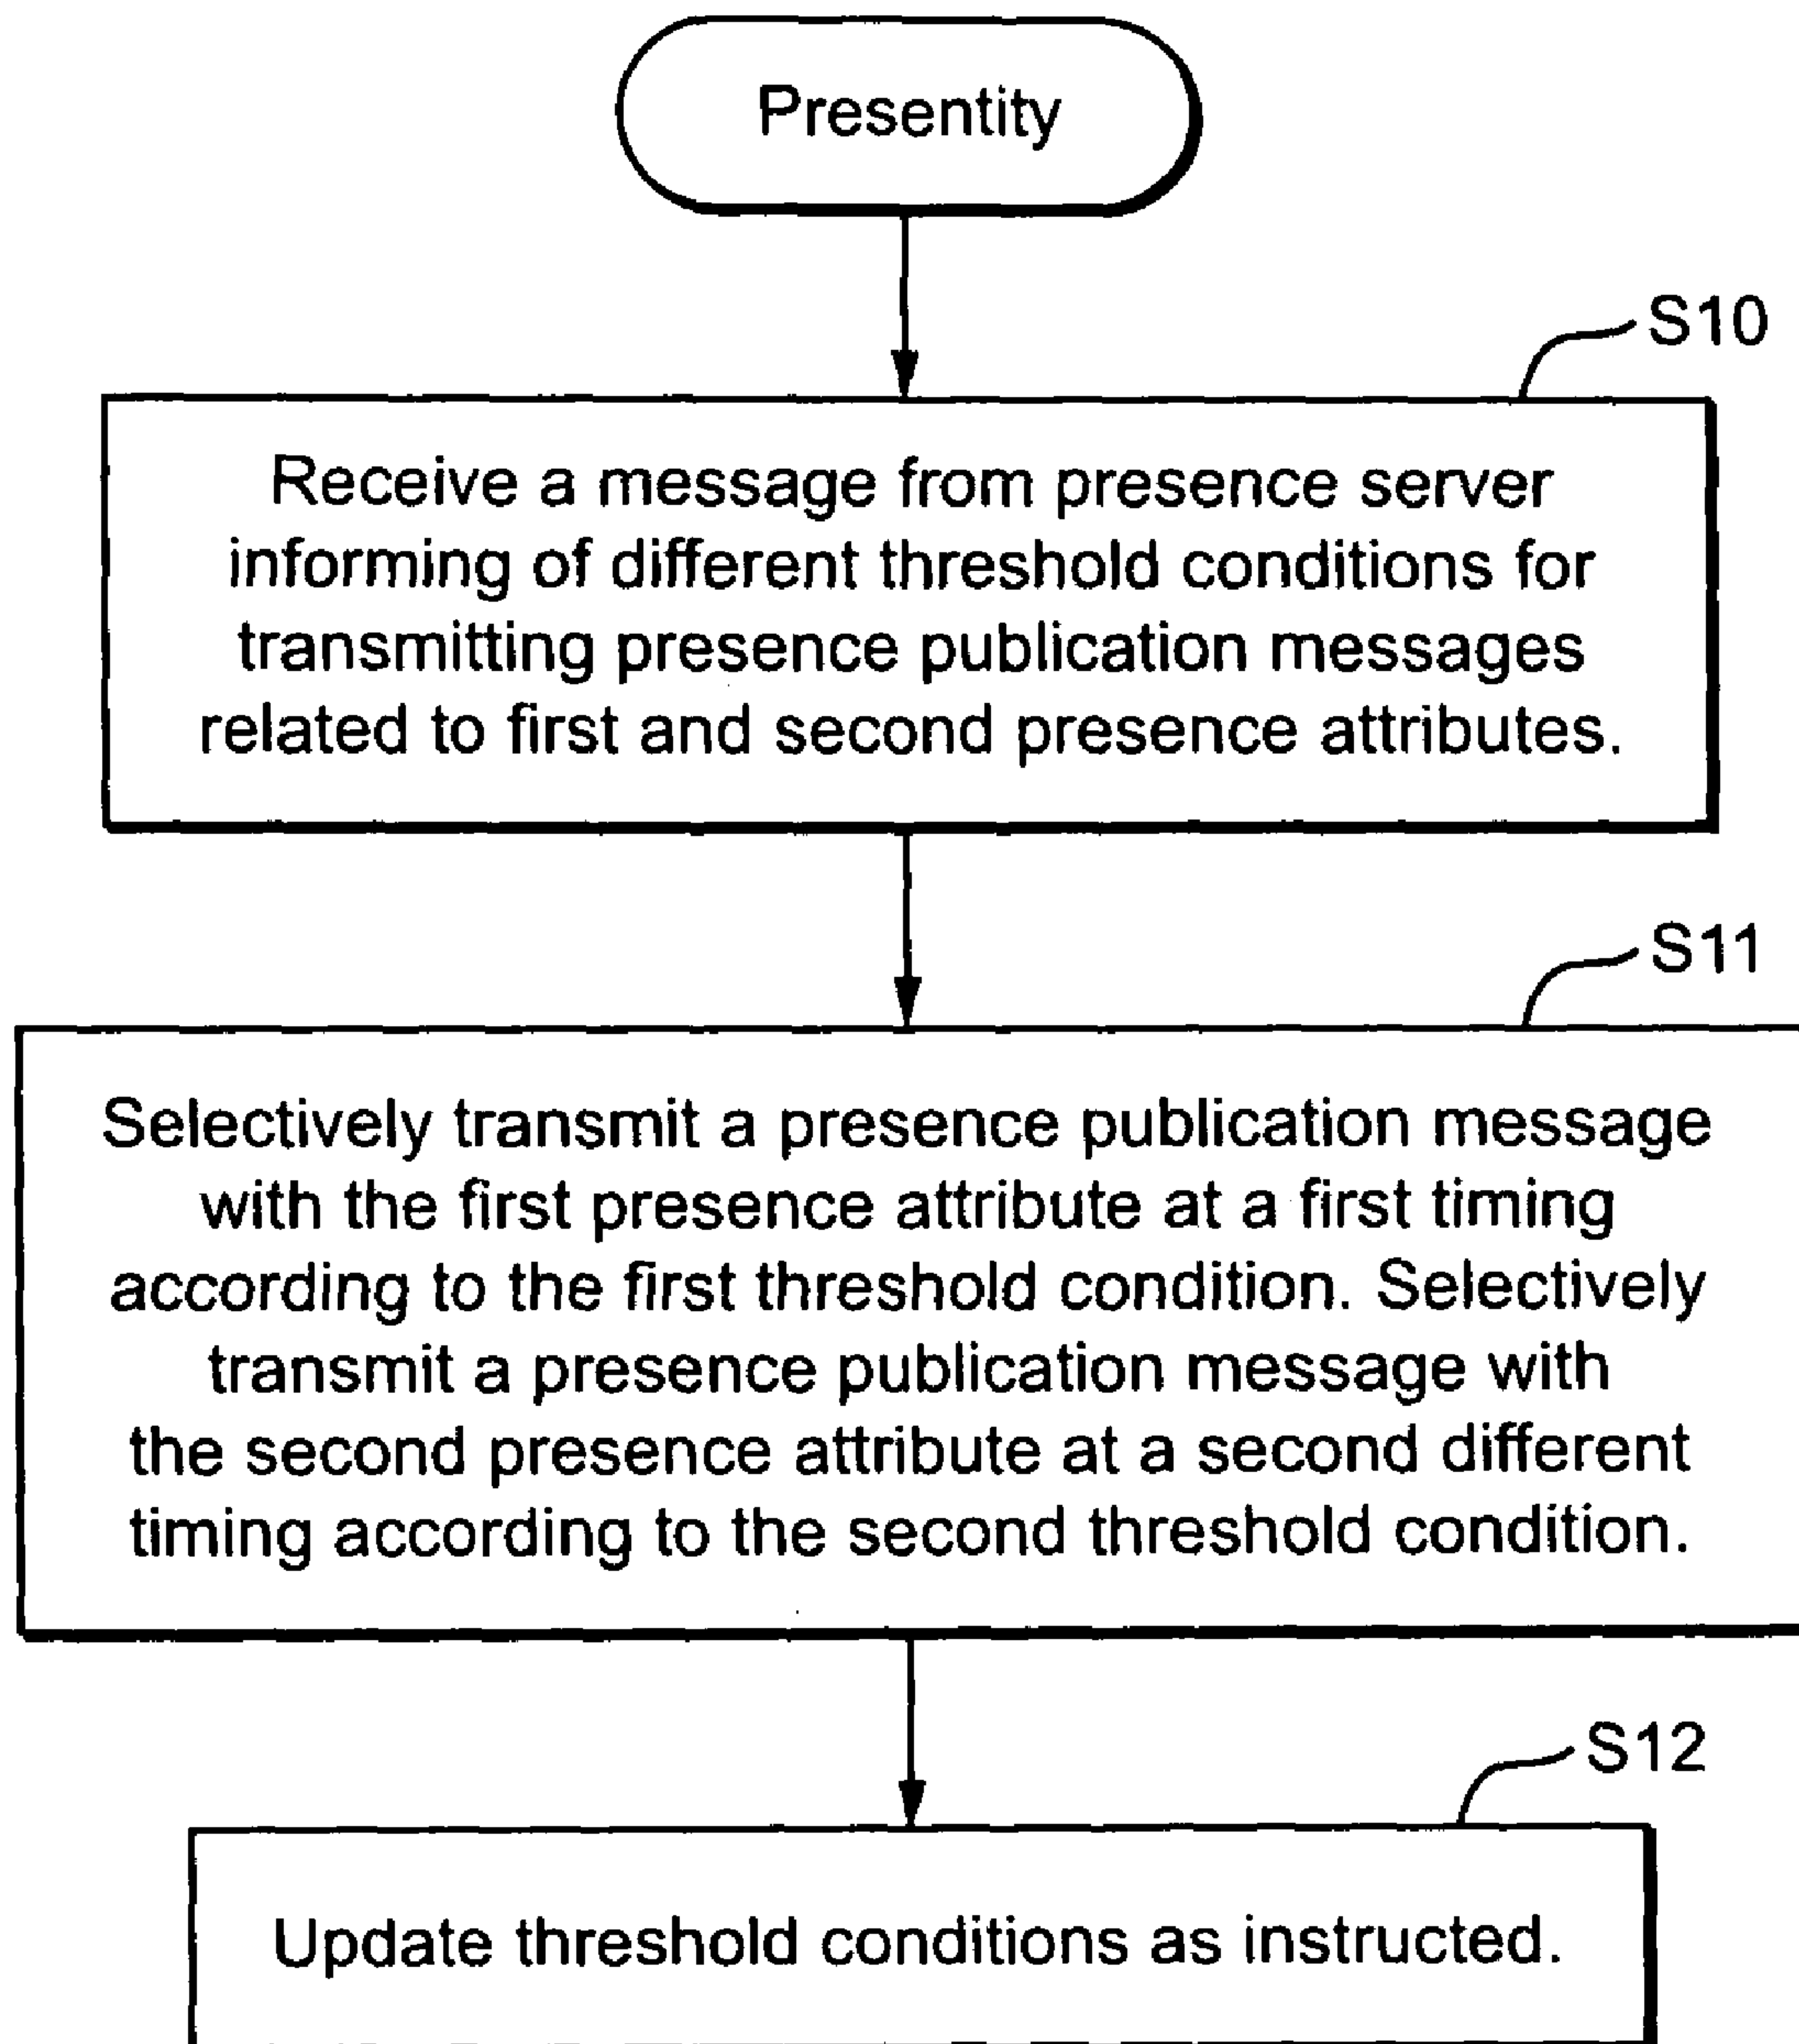 Presentity
S10
Receive a message from presence server
informing of different threshold conditions for
transmitting presence publication messages
related to first and second presence attributes.
S11
Selectively transmit a presence publication message
with the first presence attribute at a first timing
according to the first threshold condition. Selectively
transmit a presence publication message with
the second presence attribute at a second different
timing according to the second threshold condition.
S12
Update threshold conditions as instructed.